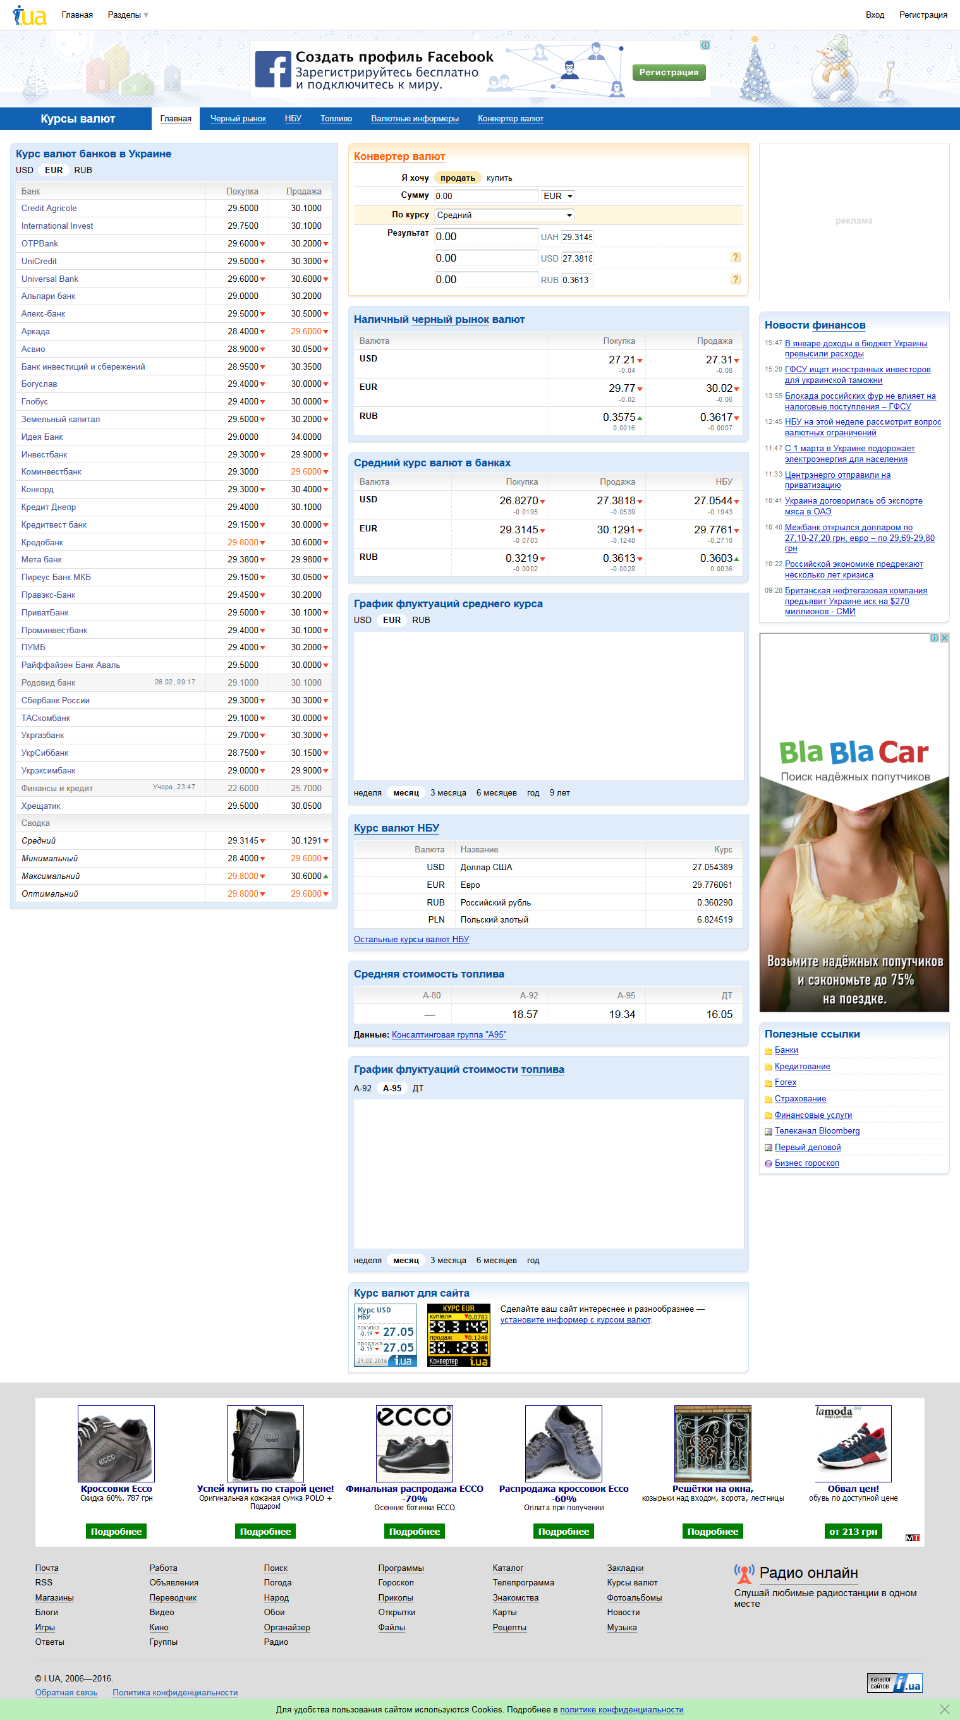 i.ua
Главная
Разделы
Вход
Регистрация
Создать профиль Facebook
Зарегистрируйтесь бесплатно
и подключитесь к миру.
Регистрация
Курсы валют
Главная
Черный рынок
НБУ
Топливо
Валютные информеры
Конвертер валют
Курс валют банков в Украине
USD EUR RUB
Банк Покупка Продажа
Credit Agricole 29.5000 30.1000
International Invest 29.7500 30.1000
OTPBank 29.6000 30.2000
UniCredit 29.5000 30.3000
Universal Bank 29.6000 30.6000
Альпари банк 29.0000 30.2000
Апекс-банк 29.5000 30.5000
Аркада 28.4000 29.6000
Асвио 28.9000 30.0500
Банк инвестиций и сбережений 28.9500 30.3500
Богуслав 29.4000 30.0000
Глобус 29.4000 30.0000
Земельный капитал 29.5000 30.2000
Идея Банк 29.0000 34.0000
Инвестбанк 29.3000 29.9000
Коминвестбанк 29.3000 29.6000
Конкорд 29.3000 30.4000
Кредит Днепр 29.4000 30.1000
Кредитвест банк 29.1500 30.0000
Кредобанк 29.8000 30.6000
Мета банк 29.3800 29.9800
Пиреус Банк МКБ 29.1500 30.0500
Правэкс-Банк 29.4500 30.2000
ПриватБанк 29.5000 30.1000
Проминвестбанк 29.4000 30.1000
ПУМБ 29.4000 30.2000
Райффайзен Банк Аваль 29.5000 30.0000
Родовид банк 26.02, 09:17 29.1000 30.1000
Сбербанк России 29.3000 30.3000
ТАСкомбанк 29.1000 30.0000
Укргазбанк 29.7000 30.3000
УкрСиббанк 28.7500 30.1500
Укрэксимбанк 29.0000 29.9000
Финансы и кредит Учора, 23:47 22.6000 25.7000
Хрещатик 29.5000 30.0500
Сводка
Средний 29.3145 30.1291
Минимальный 28.4000 29.6000
Максимальный 29.8000 30.6000
Оптимальный 29.8000 29.6000
Конвертер валют
Я хочу продать купить
Сумму 0.00 EUR
По курсу Средний
Результат 0.00 UAH 29.3145
0.00 USD 27.3818 ?
0.00 RUB 0.3613 ?
Наличный черный рынок валют
Валюта Покупка Продажа
USD 27.21 27.31
-0.04 -0.08
EUR 29.77 30.02
-0.02 -0.06
RUB 0.3575 0.3617
0.0016 -0.0007
Средний курс валют в банках
Валюта Покупка Продажа НБУ
USD 26.8270 27.3818 27.0544
-0.0195 -0.0539 -0.1943
EUR 29.3145 30.1291 29.7761
-0.0783 -0.1248 -0.2710
RUB 0.3219 0.3613 0.3603
-0.0002 -0.0028 0.0036
График флуктуаций среднего курса
USD EUR RUB
неделя месяц 3 месяца 6 месяцев год 9 лет
Курс валют НБУ
Валюта Название Курс
USD Доллар США 27.054389
EUR Евро 29.776061
RUB Российский рубль 0.360290
PLN Польский злотый 6.824519
Остальные курсы валют НБУ
Средняя стоимость топлива
А-80 А-92 А-95 ДТ
— 18.57 19.34 16.05
Данные: Консалтинговая группа "А95"
График флуктуаций стоимости топлива
А-92 А-95 ДТ
неделя месяц 3 месяца 6 месяцев год
Курс валют для сайта
Курс USD
НБУ
покупка
-0.19 27.05
продажа
-0.19 27.05
29.02.2016 i.ua
КУРС EUR
купівля 0.0783
29.3145
продаж 0.1248
30.1291
Конвертер i.ua
Сделайте ваш сайт интереснее и разнообразнее —
установите информер с курсом валют.
реклама
Новости финансов
15:47 В январе доходы в бюджет Украины
превысили расходы
15:20 ГФСУ ищет иностранных инвесторов
для украинской таможни
13:55 Блокада российских фур не влияет на
налоговые поступления – ГФСУ
12:45 НБУ на этой неделе рассмотрит вопрос
валютных ограничений
11:47 С 1 марта в Украине подорожает
электроэнергия для населения
11:33 Центрэнерго отправили на
приватизацию
10:41 Украина договорилась об экспорте
мяса в ОАЭ
10:40 Межбанк открылся долларом по
27,10-27,20 грн, евро – по 29,69-29,80
грн
10:22 Российской экономике предрекают
несколько лет кризиса
09:26 Британская нефтегазовая компания
предъявит Украине иск на $270
миллионов - СМИ
Bla Bla Car
Поиск надёжных попутчиков
Возьмите надёжных попутчиков
и сэкономьте до 75%
на поездке.
Полезные ссылки
Банки
Кредитование
Forex
Страхование
Финансовые услуги
Телеканал Bloomberg
Первый деловой
Бизнес гороскоп
Кроссовки Ecco
Скидка 60%. 787 грн
Подробнее
Успей купить по старой цене!
Оригинальная кожаная сумка POLO +
Подарок!
Подробнее
ecco
Финальная распродажа ECCO
-70%
Осенние ботинки ECCO
Подробнее
Распродажа кроссовок Ecco
-60%
Оплата при получении
Подробнее
Решётки на окна,
козырьки над входом, ворота, лестницы
Подробнее
lamoda
Обвал цен!
обувь по доступной цене
от 213 грн
МТ
Почта Работа Поиск Программы Каталог Закладки
RSS Объявления Погода Гороскоп Телепрограмма Курсы валют
Магазины Переводчик Народ Приколы Знакомства Фотоальбомы
Блоги Видео Обои Открытки Карты Новости
Игры Кино Органайзер Файлы Рецепты Музыка
Ответы Группы Радио
Радио онлайн
Слушай любимые радиостанции в одном
месте
© I.UA, 2006—2016.
Обратная связь Политика конфиденциальности
каталог
сайтов i.ua
Для удобства пользования сайтом используются Cookies. Подробнее в политике конфиденциальности